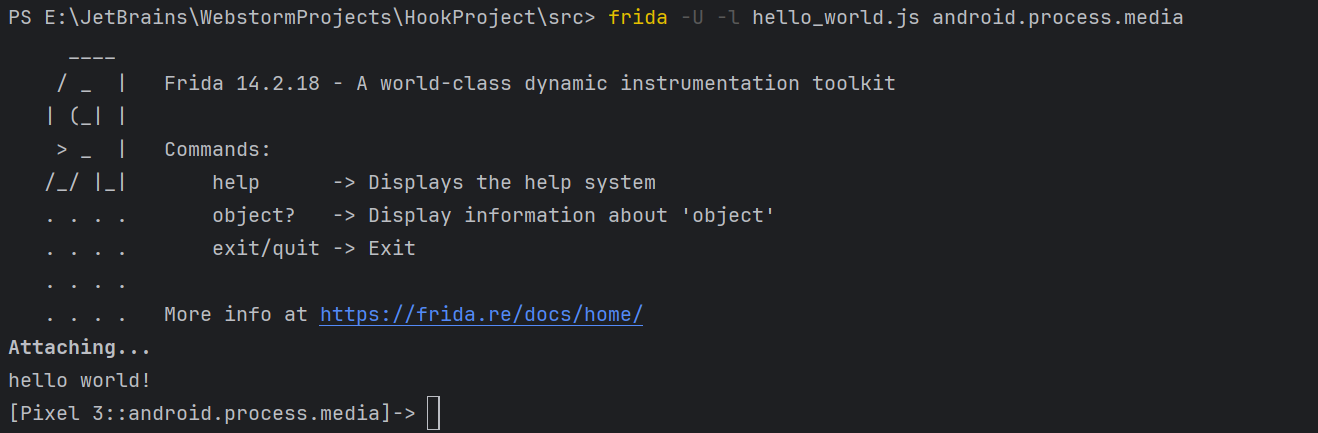 PS E:\JetBrains\WebstormProjects\HookProject\src> frida -U -l hello_world.js android.process.media
     ____
    / _  |   Frida 14.2.18 - A world-class dynamic instrumentation toolkit
   | (_| |
    > _  |   Commands:
   /_/ |_|       help      -> Displays the help system
   . . . .       object?   -> Display information about 'object'
   . . . .       exit/quit -> Exit
   . . . .
   . . . .   More info at https://frida.re/docs/home/
Attaching...
hello world!
[Pixel 3::android.process.media]->